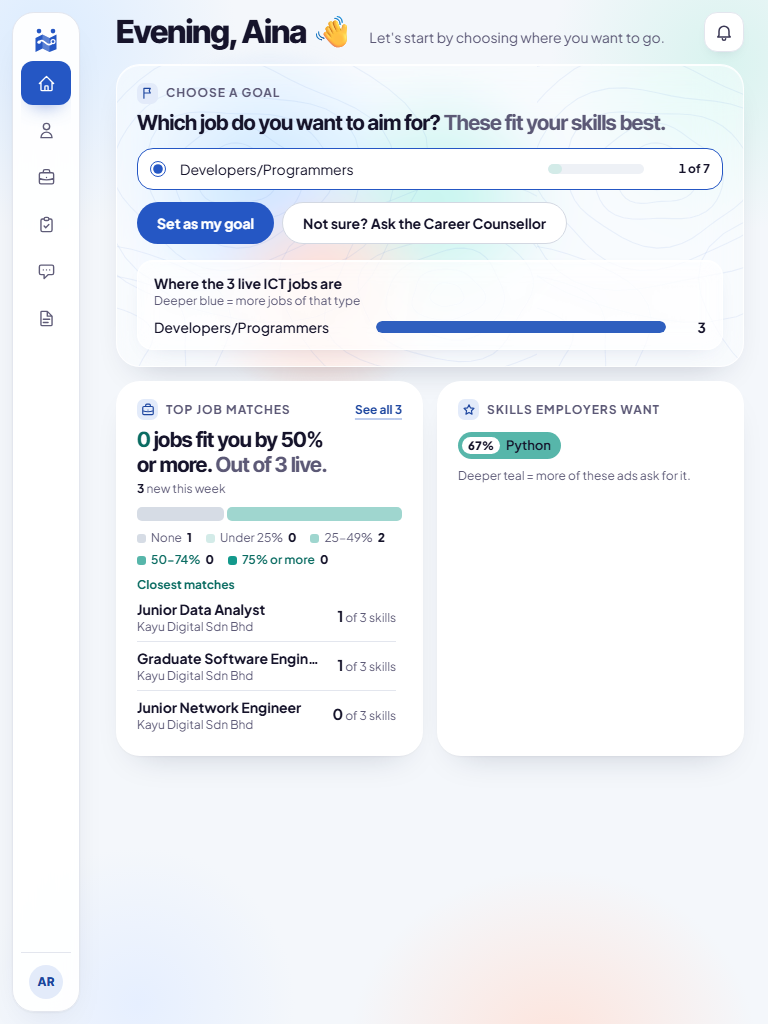 Evening, Aina 👋
Let's start by choosing where you want to go.
CHOOSE A GOAL
Which job do you want to aim for? These fit your skills best.
Developers/Programmers
1 of 7
Set as my goal
Not sure? Ask the Career Counsellor
Where the 3 live ICT jobs are
Deeper blue = more jobs of that type
Developers/Programmers
3
TOP JOB MATCHES
See all 3
0 jobs fit you by 50%
or more. Out of 3 live.
3 new this week
None 1 Under 25% 0 25–49% 2
50–74% 0 75% or more 0
Closest matches
Junior Data Analyst
Kayu Digital Sdn Bhd
1 of 3 skills
Graduate Software Engin…
Kayu Digital Sdn Bhd
1 of 3 skills
Junior Network Engineer
Kayu Digital Sdn Bhd
0 of 3 skills
SKILLS EMPLOYERS WANT
67% Python
Deeper teal = more of these ads ask for it.
AR